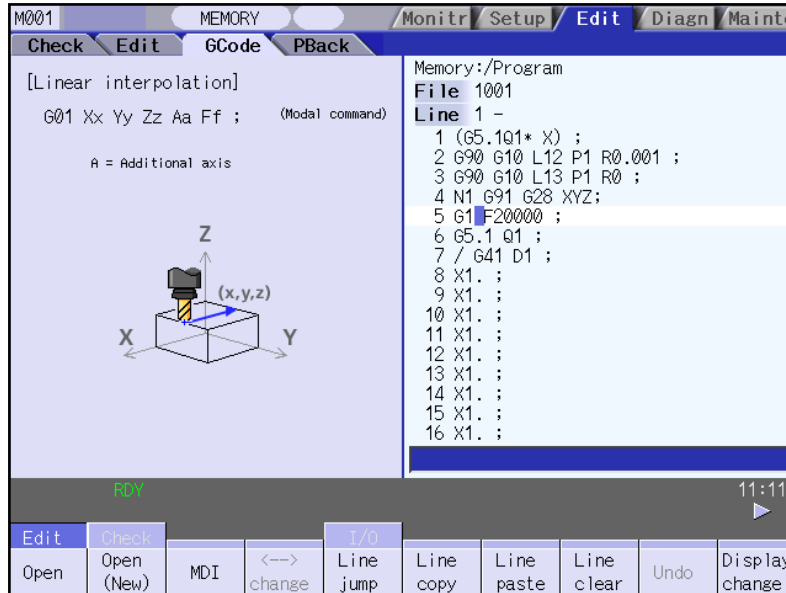 M001 MEMORY Monitr Setup Edit Diagn Mainte
Check Edit GCode PBack
[Linear interpolation]
G01 Xx Yy Zz Aa Ff ; (Modal command)
A = Additional axis
Z
(x,y,z)
X Y
Memory:/Program
File 1001
Line 1 -
1 (G5.1Q1* X) ;
2 G90 G10 L12 P1 R0.001 ;
3 G90 G10 L13 P1 R0 ;
4 N1 G91 G28 XYZ;
5 G1 F20000 ;
6 G5.1 Q1 ;
7 / G41 D1 ;
8 X1. ;
9 X1. ;
10 X1. ;
11 X1. ;
12 X1. ;
13 X1. ;
14 X1. ;
15 X1. ;
16 X1. ;
RDY 11:11
Edit Check I/O
Open Open (New) MDI <--> change Line jump Line copy Line paste Line clear Undo Display change